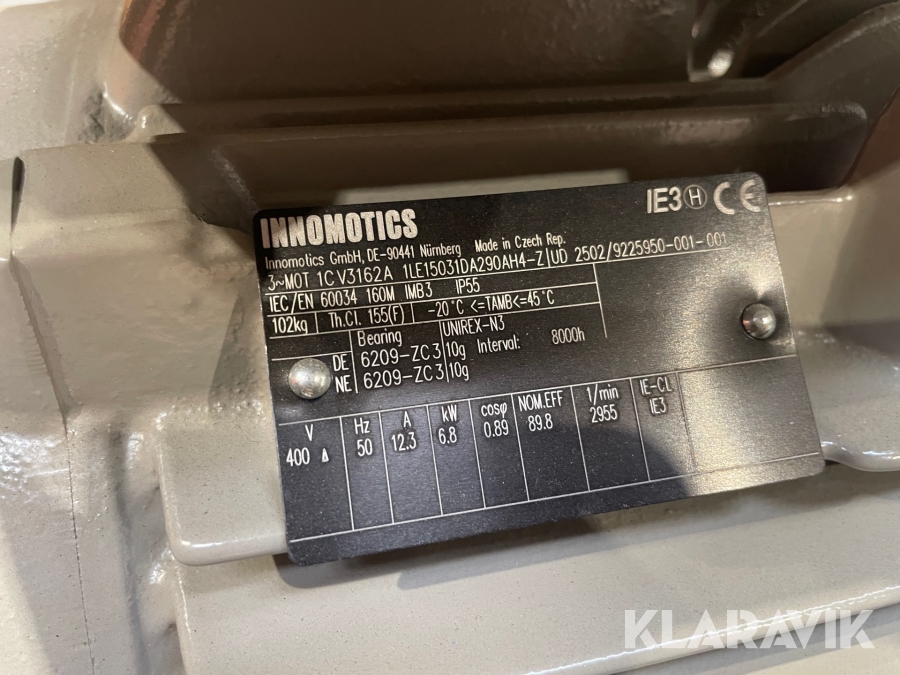 INNOMOTICS
IE3 H CE
Innomotics GmbH, DE-90441 Nürnberg Made in Czech Rep.
3~MOT 1CV3162A 1LE15031DA290AH4-Z UD 2502/9225950-001-001
IEC/EN 60034 160M IMB3 IP55
102kg Th.Cl. 155(F) -20°C <=TAMB<=45°C
Bearing UNIREX-N3
DE 6209-ZC3 10g Interval: 8000h
NE 6209-ZC3 10g
V Hz A kW cosφ NOM.EFF 1/min IE-CL
400 Δ 50 12.3 6.8 0.89 89.8 2955 IE3
KLARAVIK